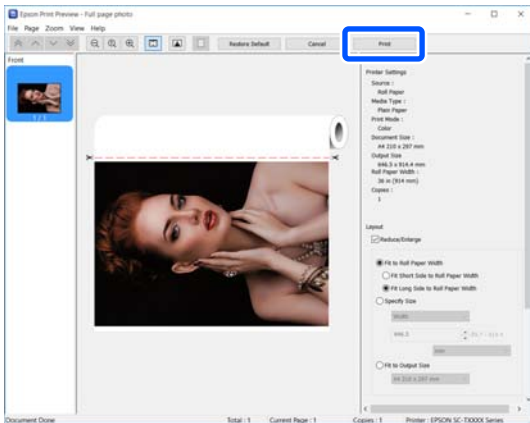 Epson Print Preview - Full page photo
File Page Zoom View Help
Restore Default Cancel Print
Front
1 / 1
Printer Settings
Source :
Roll Paper
Media Type :
Plain Paper
Print Mode :
Color
Document Size :
A4 210 x 297 mm
Output Size
646.5 x 914.4 mm
Roll Paper Width :
36 in (914 mm)
Copies :
1
Layout
Reduce/Enlarge
Fit to Roll Paper Width
Fit Short Side to Roll Paper Width
Fit Long Side to Roll Paper Width
Specify Size
Width
646.5
mm
Fit to Output Size
A4 210 x 297 mm
Document Done Total : 1 Current Page : 1 Copies : 1 Printer : EPSON SC-TXXXX Series